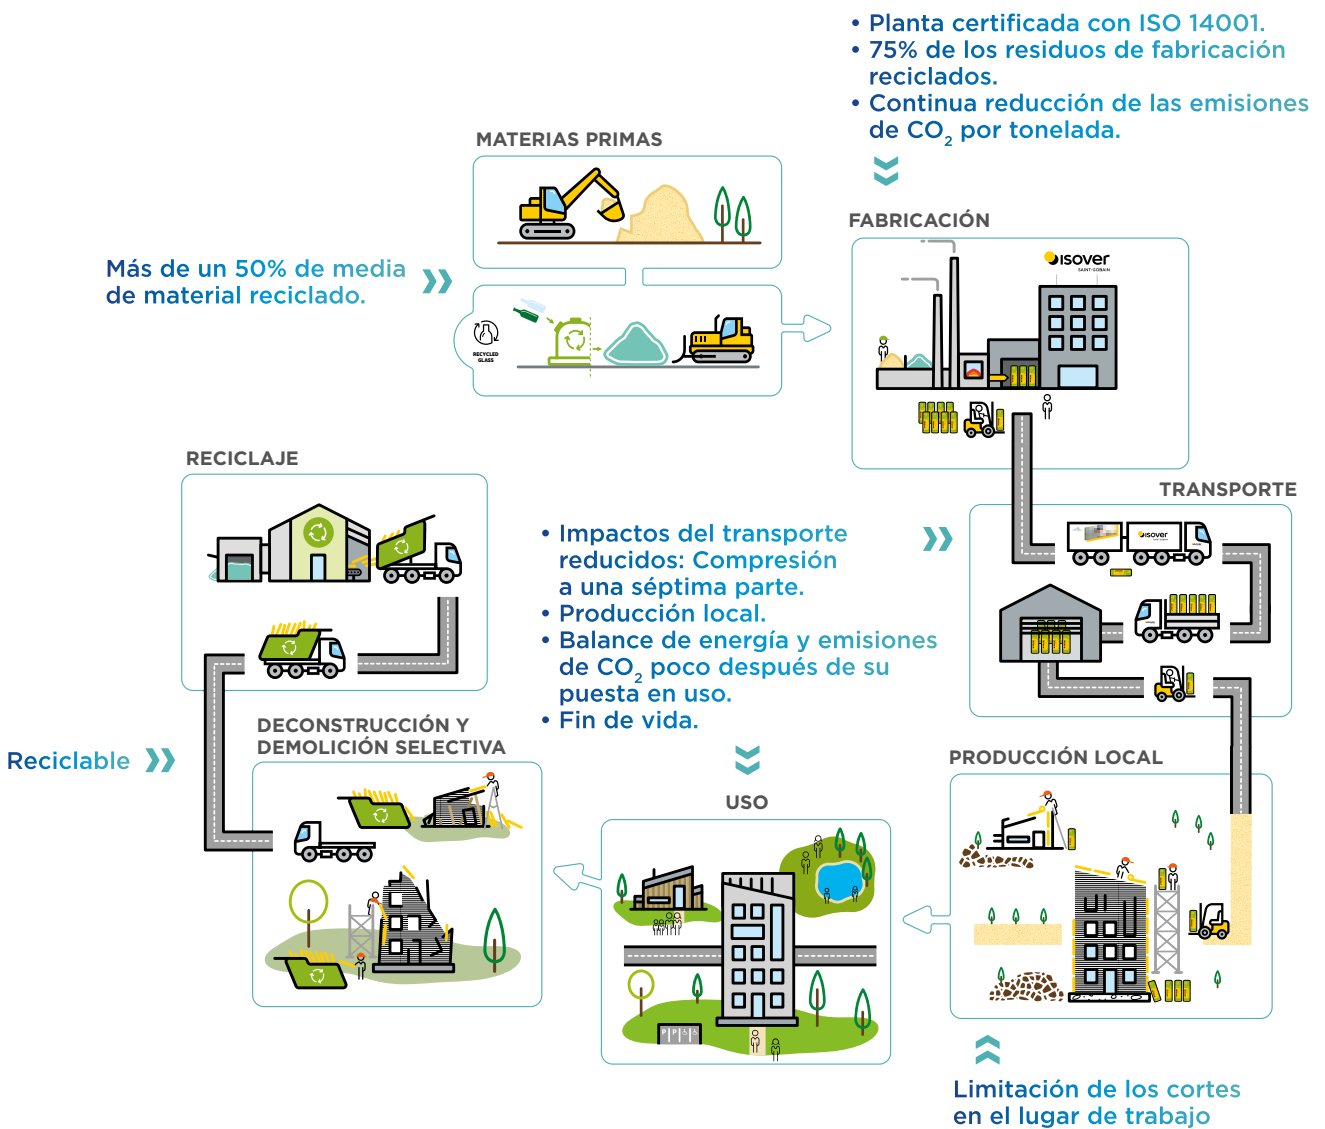 • Planta certificada con ISO 14001.
• 75% de los residuos de fabricación
reciclados.
• Continua reducción de las emisiones
de CO2 por tonelada.
MATERIAS PRIMAS
FABRICACIÓN
isover
SAINT-GOBAIN
Más de un 50% de media
de material reciclado.
RECYCLED
GLASS
RECICLAJE
TRANSPORTE
• Impactos del transporte
reducidos: Compresión
a una séptima parte.
• Producción local.
• Balance de energía y emisiones
de CO2 poco después de su
puesta en uso.
• Fin de vida.
isover
DECONSTRUCCIÓN Y
DEMOLICIÓN SELECTIVA
Reciclable
PRODUCCIÓN LOCAL
USO
P P
Limitación de los cortes
en el lugar de trabajo